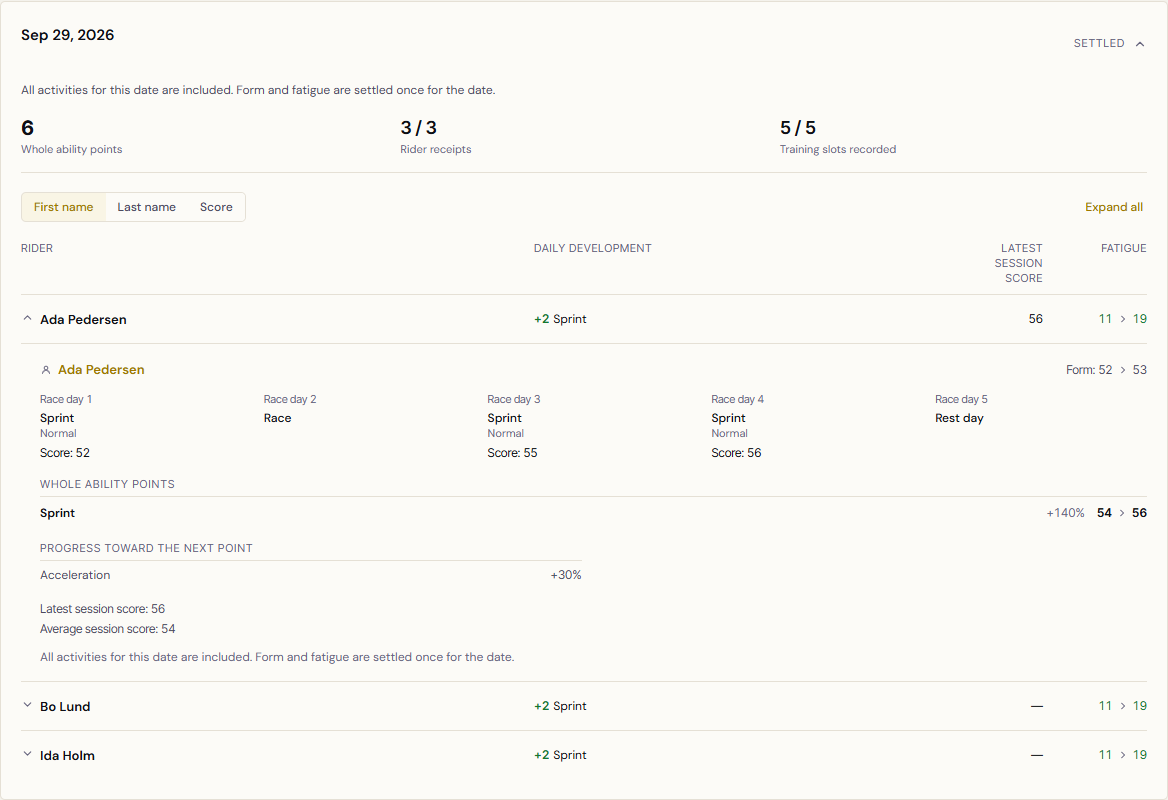 Sep 29, 2026
SETTLED
All activities for this date are included. Form and fatigue are settled once for the date.
6 3 / 3 5 / 5
Whole ability points Rider receipts Training slots recorded
First name Last name Score Expand all
RIDER DAILY DEVELOPMENT LATEST SESSION SCORE FATIGUE
Ada Pedersen +2 Sprint 56 11 > 19
Ada Pedersen Form: 52 > 53
Race day 1 Race day 2 Race day 3 Race day 4 Race day 5
Sprint Race Sprint Sprint Rest day
Normal Normal Normal
Score: 52 Score: 55 Score: 56
WHOLE ABILITY POINTS
Sprint +140% 54 > 56
PROGRESS TOWARD THE NEXT POINT
Acceleration +30%
Latest session score: 56
Average session score: 54
All activities for this date are included. Form and fatigue are settled once for the date.
Bo Lund +2 Sprint — 11 > 19
Ida Holm +2 Sprint — 11 > 19